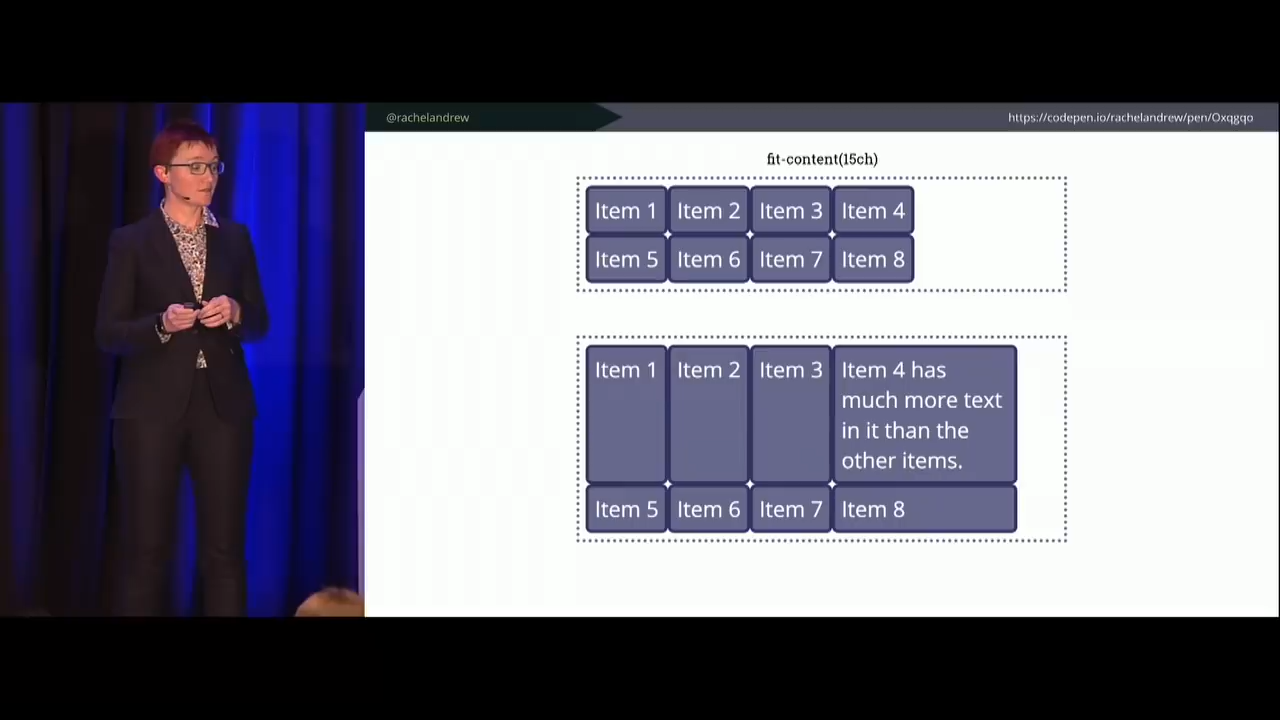 @rachelandrew
https://codepen.io/rachelandrew/pen/Oxqgqo
fit-content(15ch)
Item 1 Item 2 Item 3 Item 4
Item 5 Item 6 Item 7 Item 8
Item 1 Item 2 Item 3 Item 4 has
much more text
in it than the
other items.
Item 5 Item 6 Item 7 Item 8